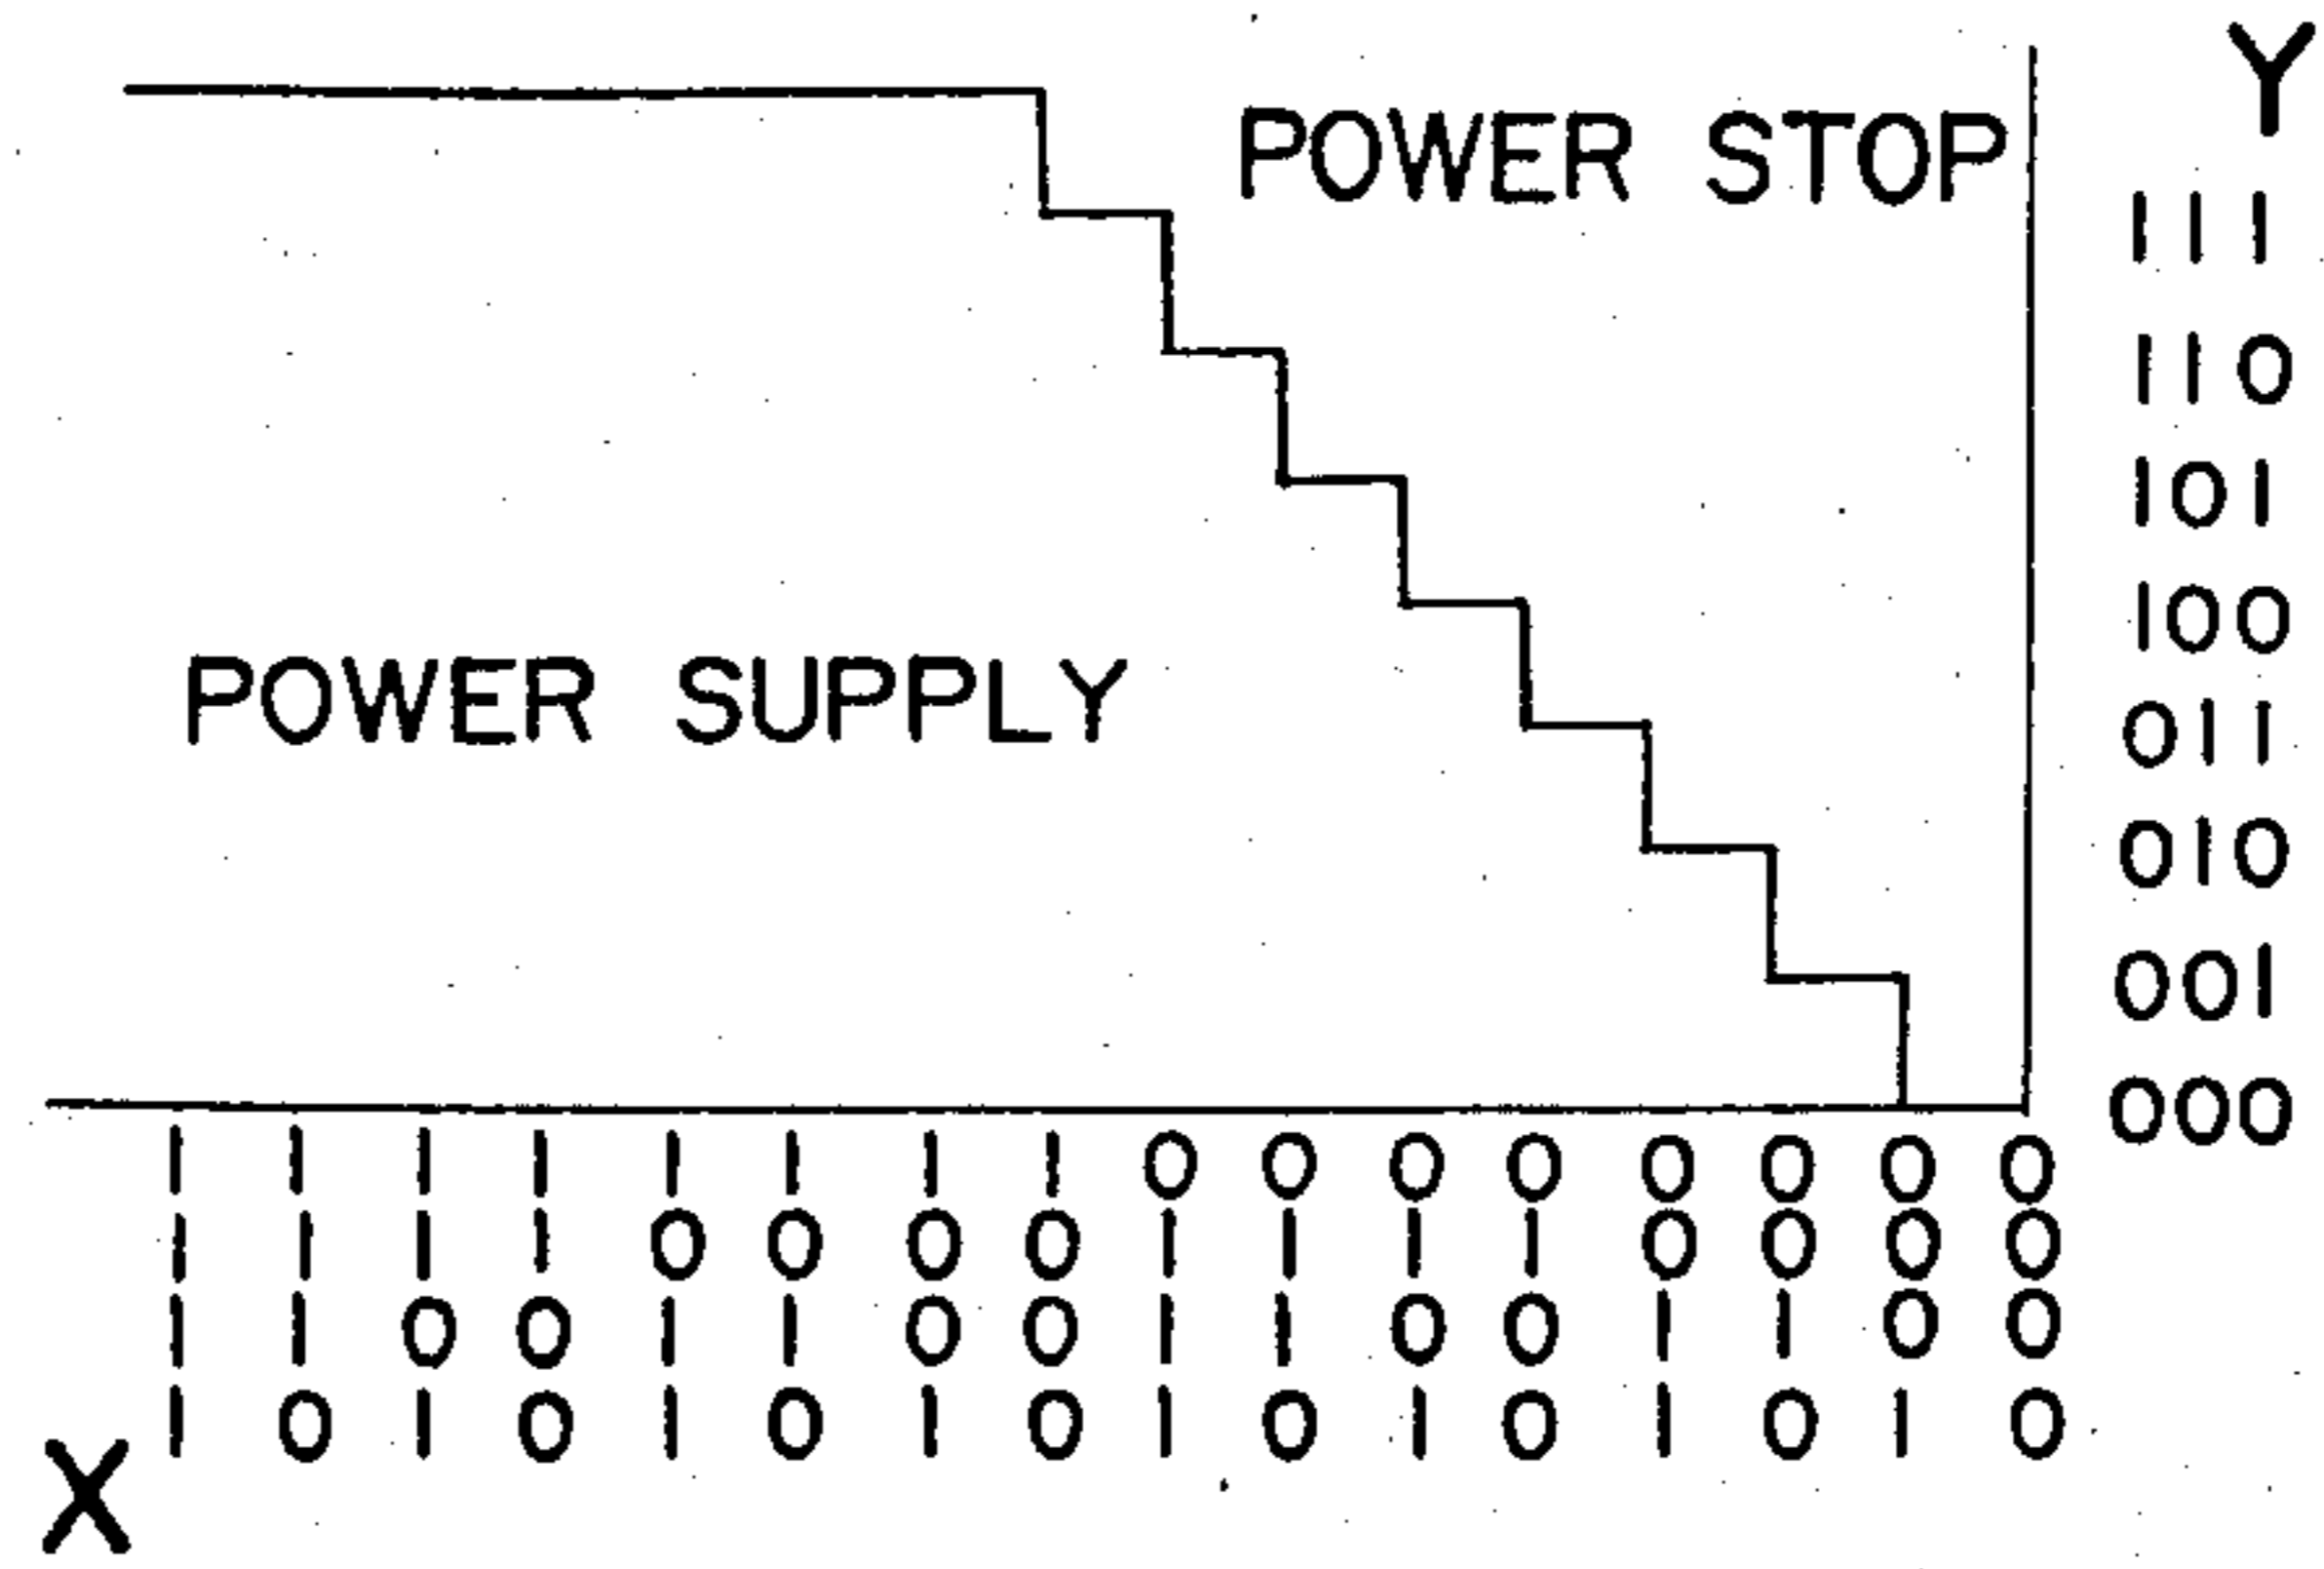 Y
POWER STOP
111
110
101
100
POWER SUPPLY
011
010
001
000
1 1 1 1 1 1 1 1 0 0 0 0 0 0 0 0
1 1 1 1 0 0 0 0 1 1 1 1 0 0 0 0
1 1 0 0 1 1 0 0 1 1 0 0 1 1 0 0
1 0 1 0 1 0 1 0 1 0 1 0 1 0 1 0
X